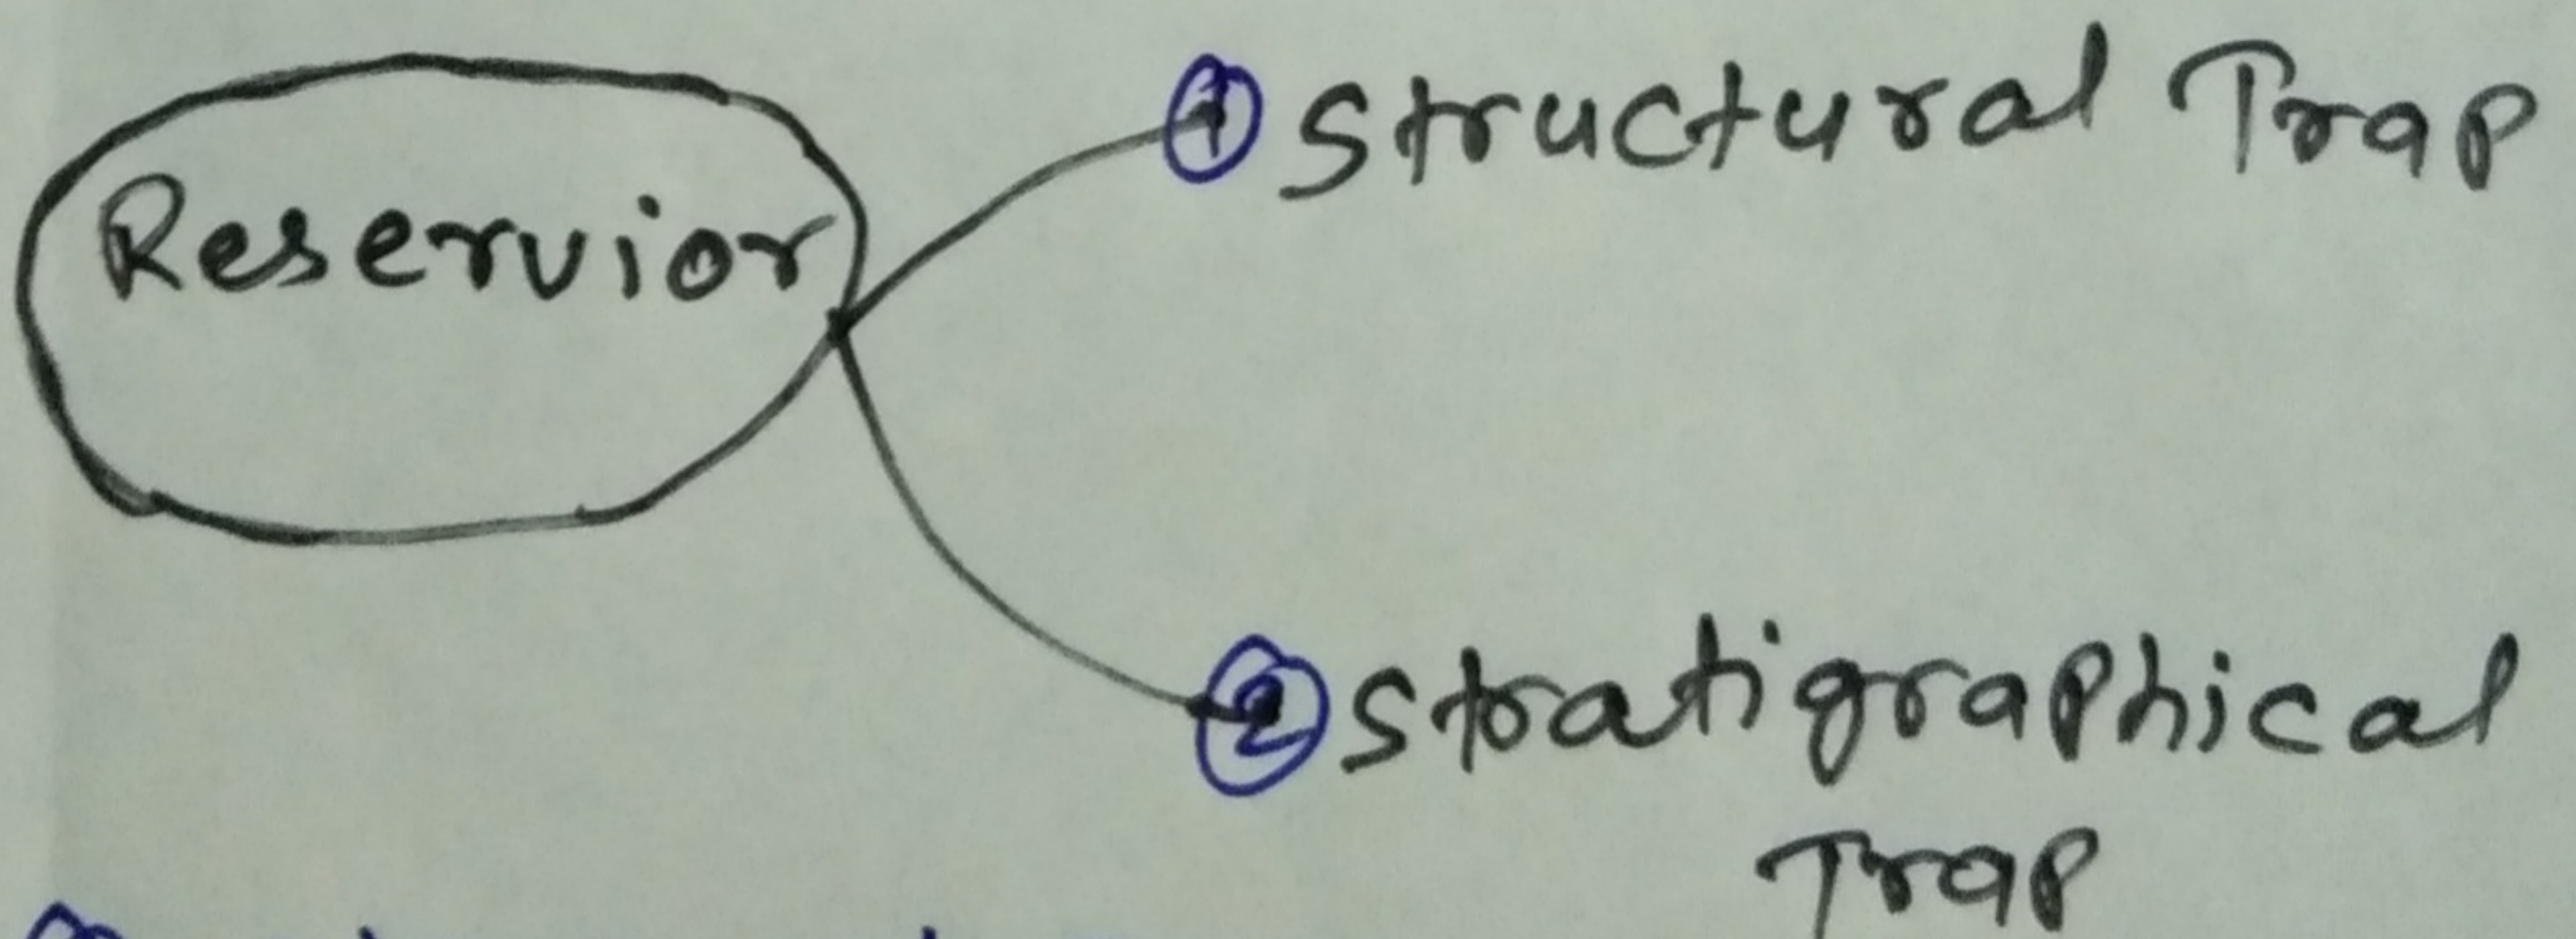 Reservior
① Structural Trap
② Stratigraphical
Trap